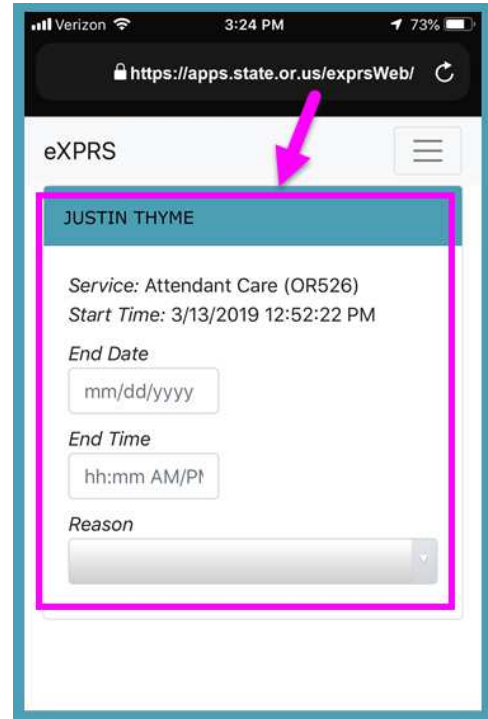 Verizon 3:24 PM 73%
https://apps.state.or.us/exprsWeb/
eXPRS
JUSTIN THYME
Service: Attendant Care (OR526)
Start Time: 3/13/2019 12:52:22 PM
End Date
mm/dd/yyyy
End Time
hh:mm AM/PM
Reason